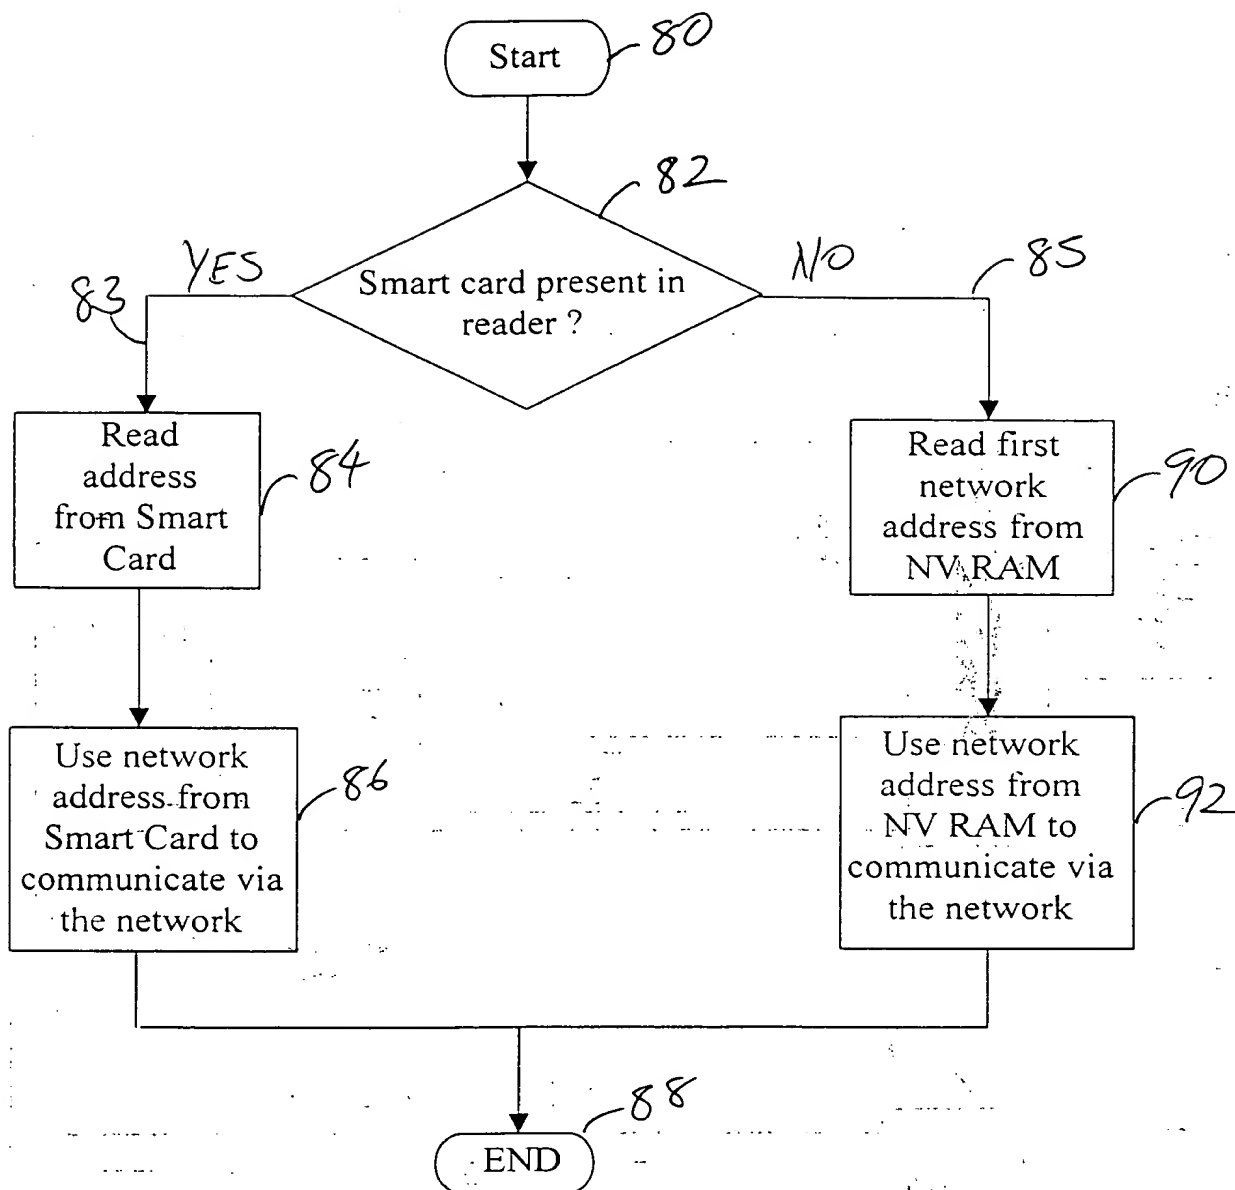 Start
80
82
YES
NO
83
85
Smart card present in
reader ?
Read
address
from Smart
Card
84
Read first
network
address from
NV RAM
90
Use network
address from
Smart Card to
communicate via
the network
86
Use network
address from
NV RAM to
communicate via
the network
92
88
END